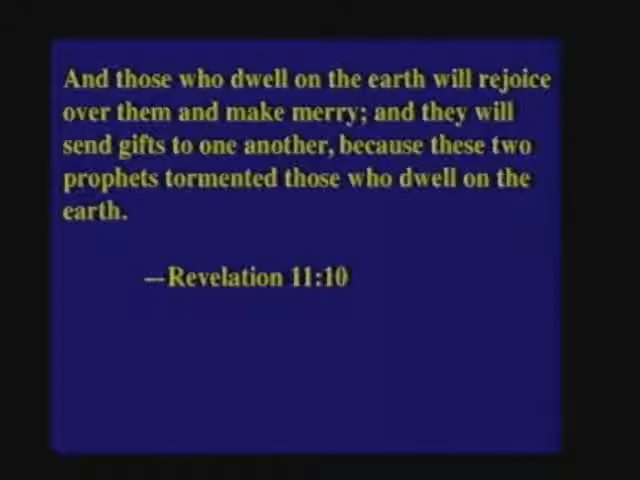 And those who dwell on the earth will rejoice
over them and make merry; and they will
send gifts to one another, because these two
prophets tormented those who dwell on the
earth.
—Revelation 11:10